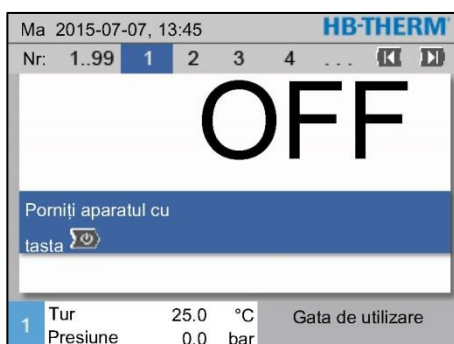 Ma 2015-07-07, 13:45 HB-THERM
Nr: 1..99 1 2 3 4 ...
OFF
Porniți aparatul cu
tasta
1 Tur 25.0 °C Gata de utilizare
Presiune 0.0 bar